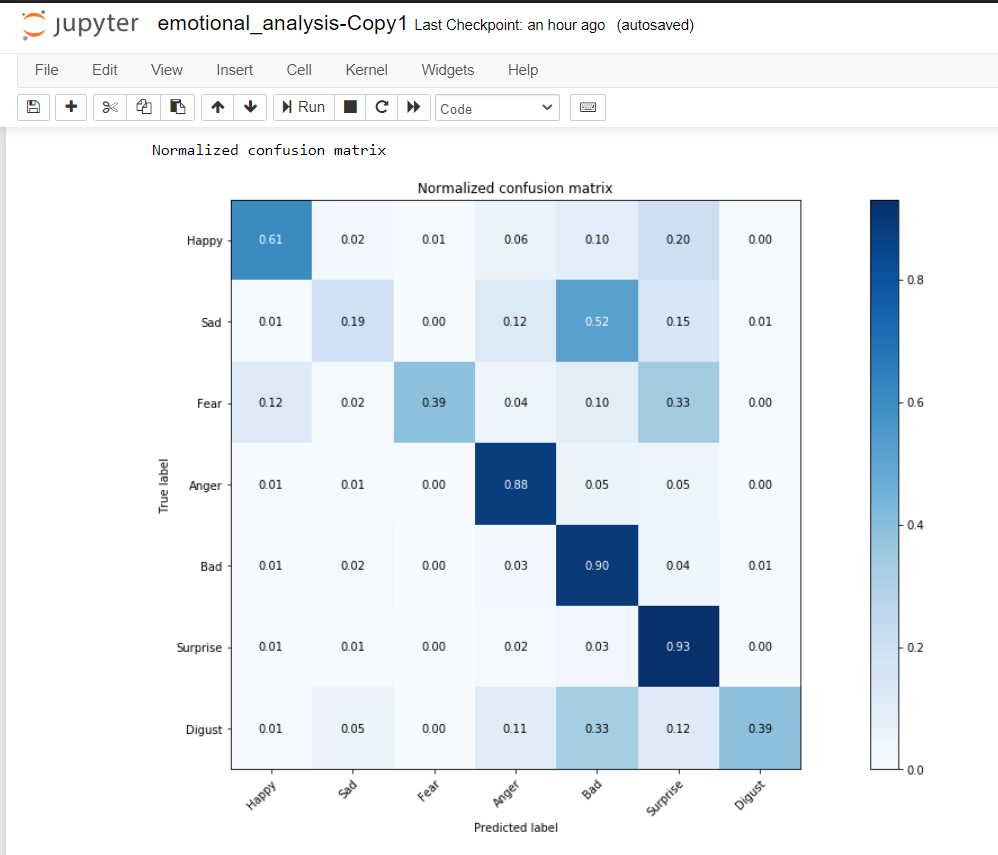 jupyter emotional_analysis-Copy1 Last Checkpoint: an hour ago (autosaved)
File Edit View Insert Cell Kernel Widgets Help
Run Code
Normalized confusion matrix
Normalized confusion matrix
Happy 0.61 0.02 0.01 0.06 0.10 0.20 0.00
Sad 0.01 0.19 0.00 0.12 0.52 0.15 0.01
Fear 0.12 0.02 0.39 0.04 0.10 0.33 0.00
Anger 0.01 0.01 0.00 0.88 0.05 0.05 0.00
Bad 0.01 0.02 0.00 0.03 0.90 0.04 0.01
Surprise 0.01 0.01 0.00 0.02 0.03 0.93 0.00
Digust 0.01 0.05 0.00 0.11 0.33 0.12 0.39
True label
Happy Sad Fear Anger Bad Surprise Digust
Predicted label
0.8
0.6
0.4
0.2
0.0